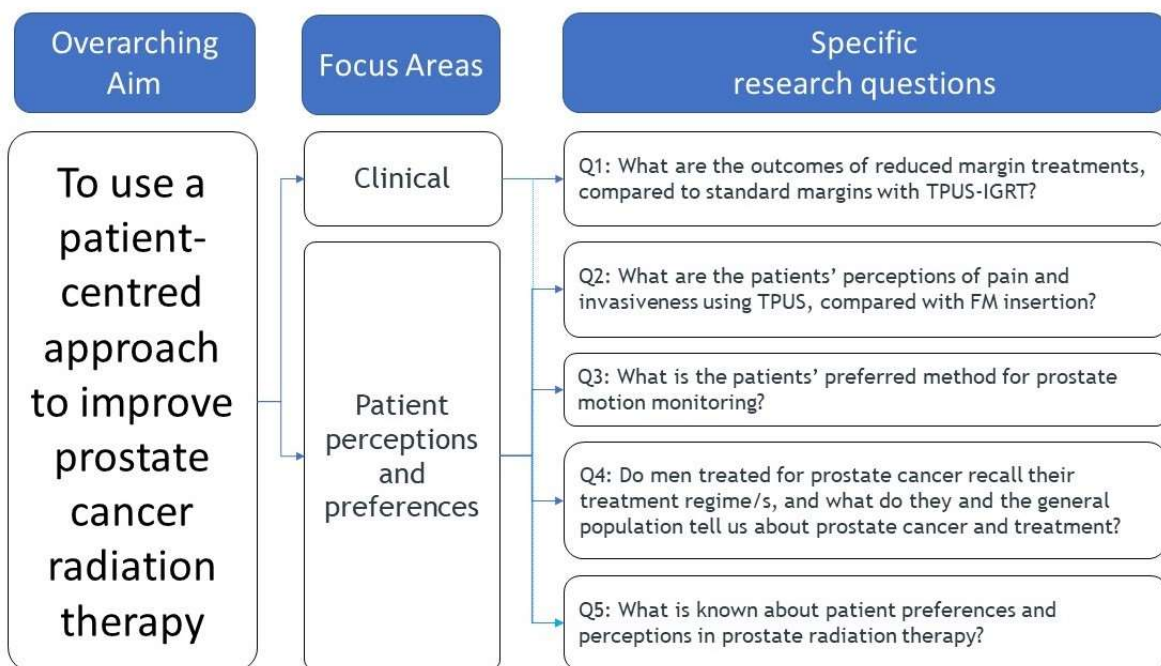 Overarching
Aim
Focus Areas
Specific
research questions
To use a
patient-
centred
approach
to improve
prostate
cancer
radiation
therapy
Clinical
Patient
perceptions
and
preferences
Q1: What are the outcomes of reduced margin treatments,
compared to standard margins with TPUS-IGRT?
Q2: What are the patients’ perceptions of pain and
invasiveness using TPUS, compared with FM insertion?
Q3: What is the patients’ preferred method for prostate
motion monitoring?
Q4: Do men treated for prostate cancer recall their
treatment regime/s, and what do they and the general
population tell us about prostate cancer and treatment?
Q5: What is known about patient preferences and
perceptions in prostate radiation therapy?